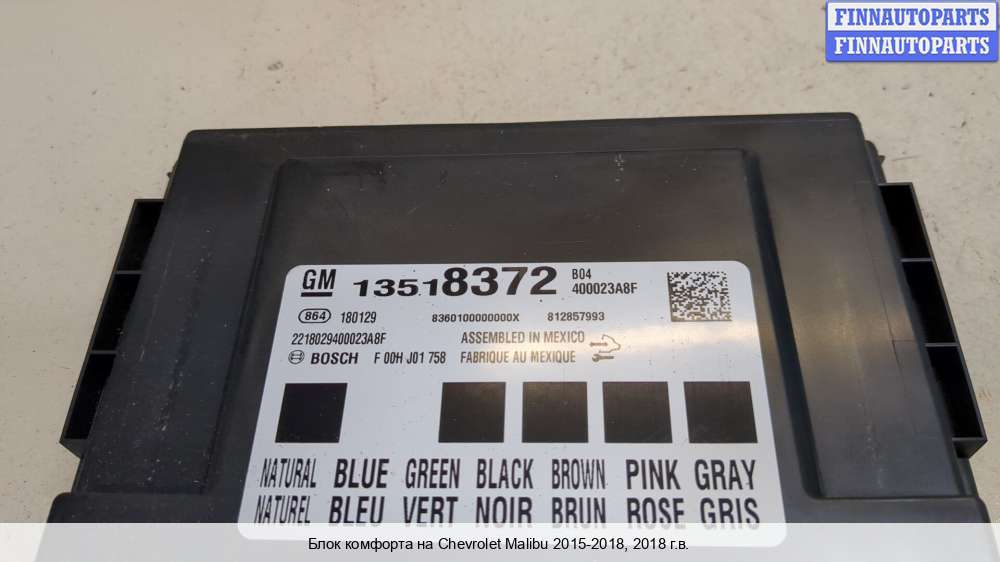 FINNAUTOPARTS
FINNAUTOPARTS
GM 13518372 B04
400023A8F
864 180129 8360100000000X 812857993
2218029400023A8F ASSEMBLED IN MEXICO
BOSCH F 00H J01 758 FABRIQUE AU MEXIQUE
NATURAL BLUE GREEN BLACK BROWN PINK GRAY
NATUREL BLEU VERT NOIR BRUN ROSE GRIS
Блок комфорта на Chevrolet Malibu 2015-2018, 2018 г.в.